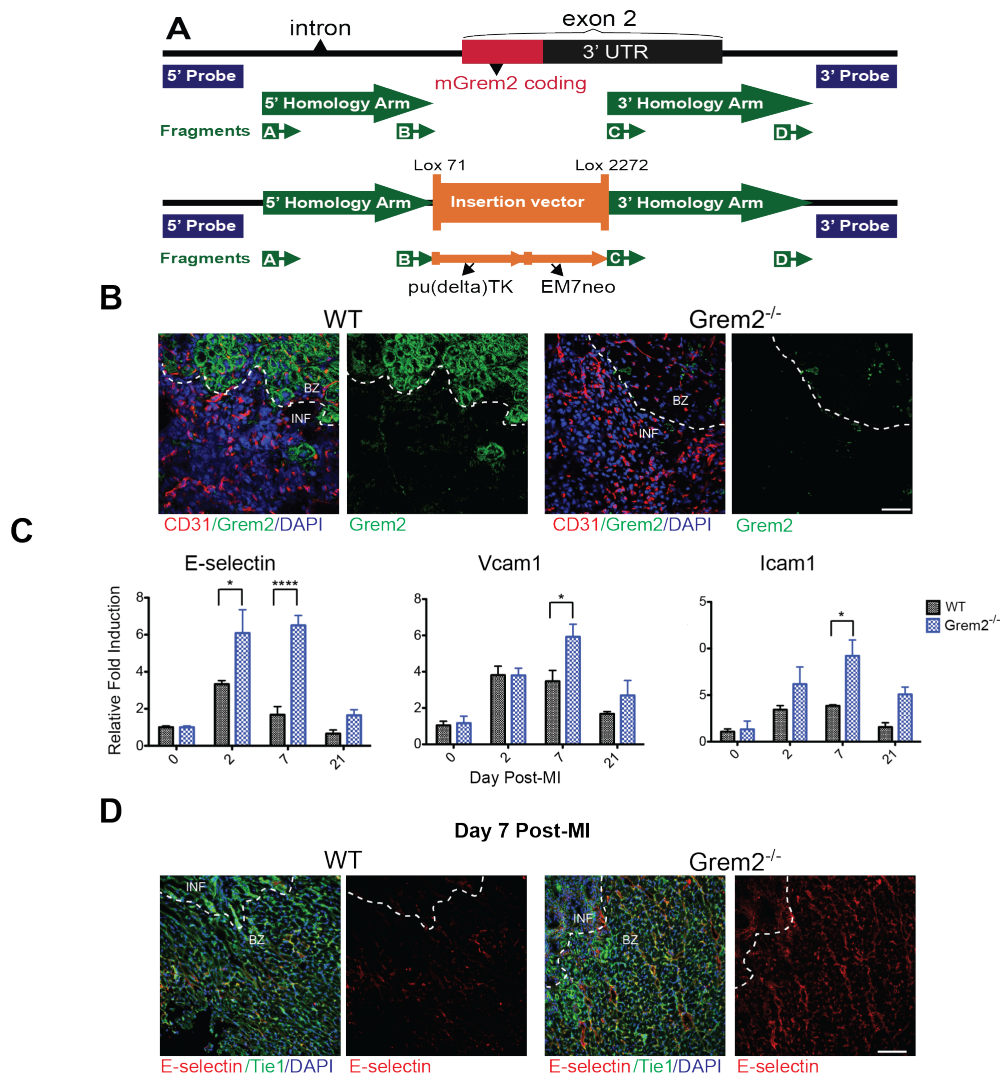 A
intron
exon 2
3' UTR
5' Probe
mGrem2 coding
3' Probe
5' Homology Arm
3' Homology Arm
Fragments A B C D
Lox 71
Lox 2272
5' Homology Arm
Insertion vector
3' Homology Arm
5' Probe
3' Probe
Fragments A B C D
pu(delta)TK
EM7neo
B
WT
Grem2-/-
BZ
INF
BZ
INF
CD31/Grem2/DAPI
Grem2
CD31/Grem2/DAPI
Grem2
C
E-selectin
Vcam1
Icam1
Relative Fold Induction
8
6
4
2
0
* ****
0 2 7 21
8
6
4
2
0
*
0 2 7 21
Day Post-MI
5
0
5
0
*
0 2 7 21
WT
Grem2-/-
D
Day 7 Post-MI
WT
Grem2-/-
INF
BZ
INF
BZ
E-selectin/Tie1/DAPI
E-selectin
E-selectin/Tie1/DAPI
E-selectin